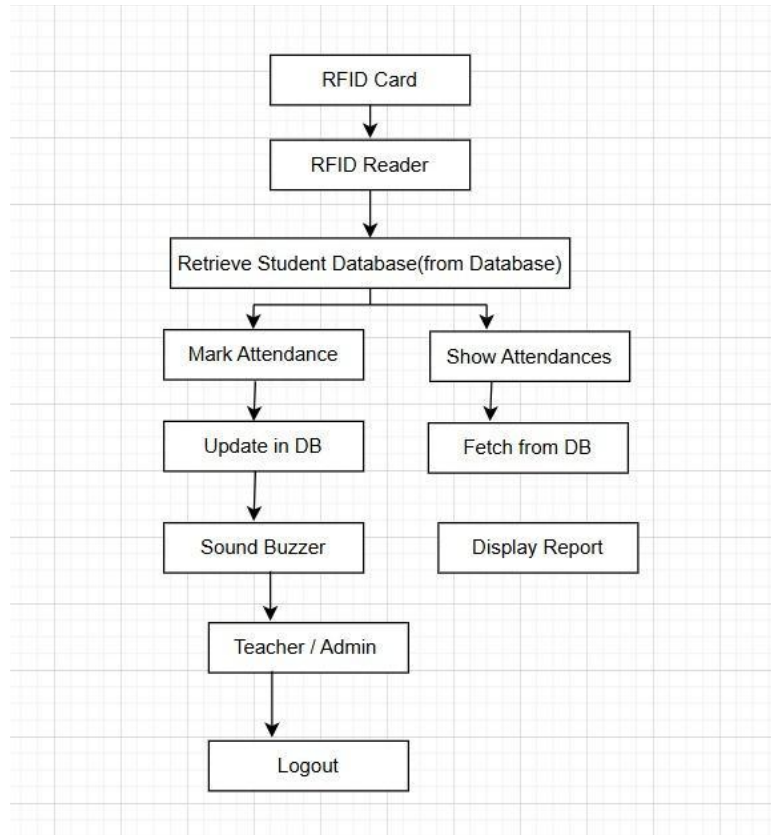 RFID Card
RFID Reader
Retrieve Student Database(from Database)
Mark Attendance
Show Attendances
Update in DB
Fetch from DB
Sound Buzzer
Display Report
Teacher / Admin
Logout